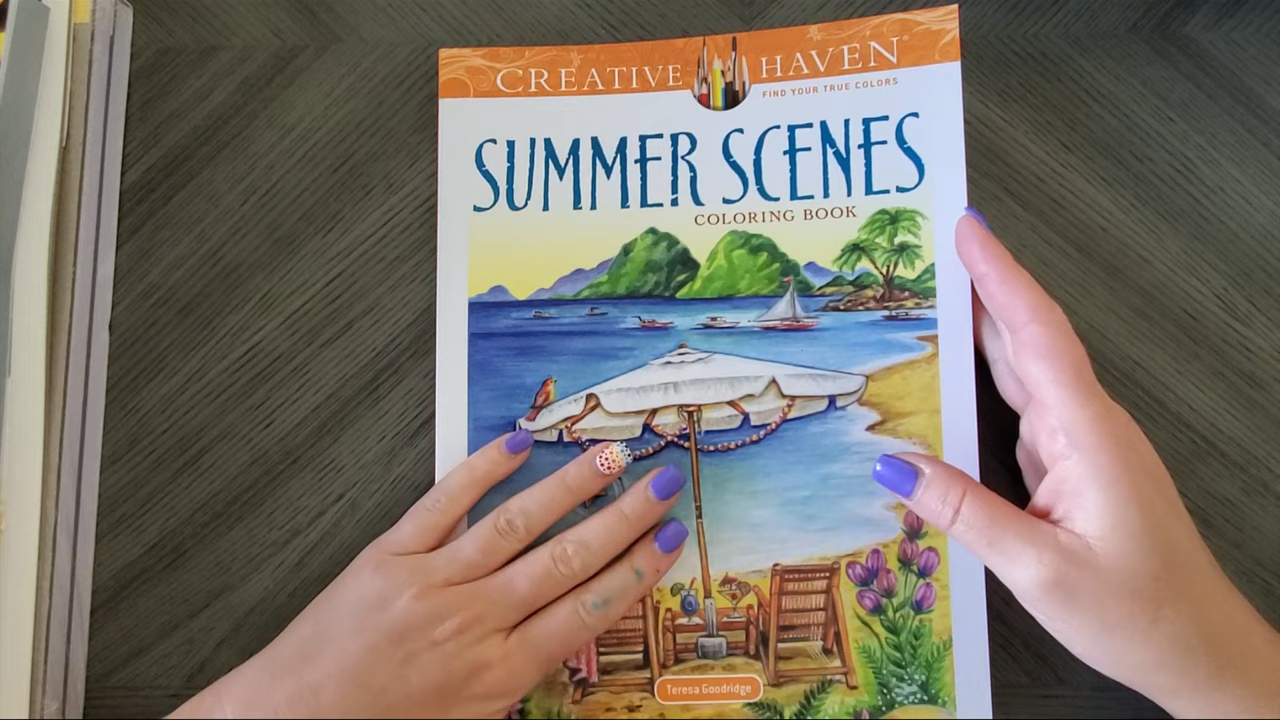 CREATIVE HAVEN®
FIND YOUR TRUE COLORS
SUMMER SCENES
COLORING BOOK
Teresa Goodridge